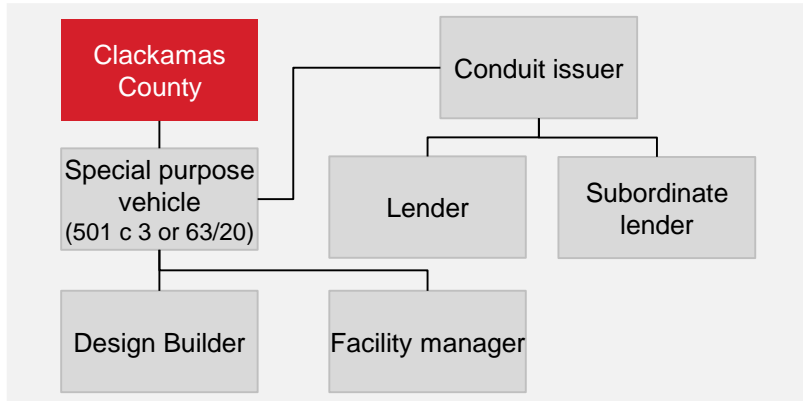 Clackamas
County
Conduit issuer
Special purpose
vehicle
(501 c 3 or 63/20)
Lender
Subordinate
lender
Design Builder
Facility manager